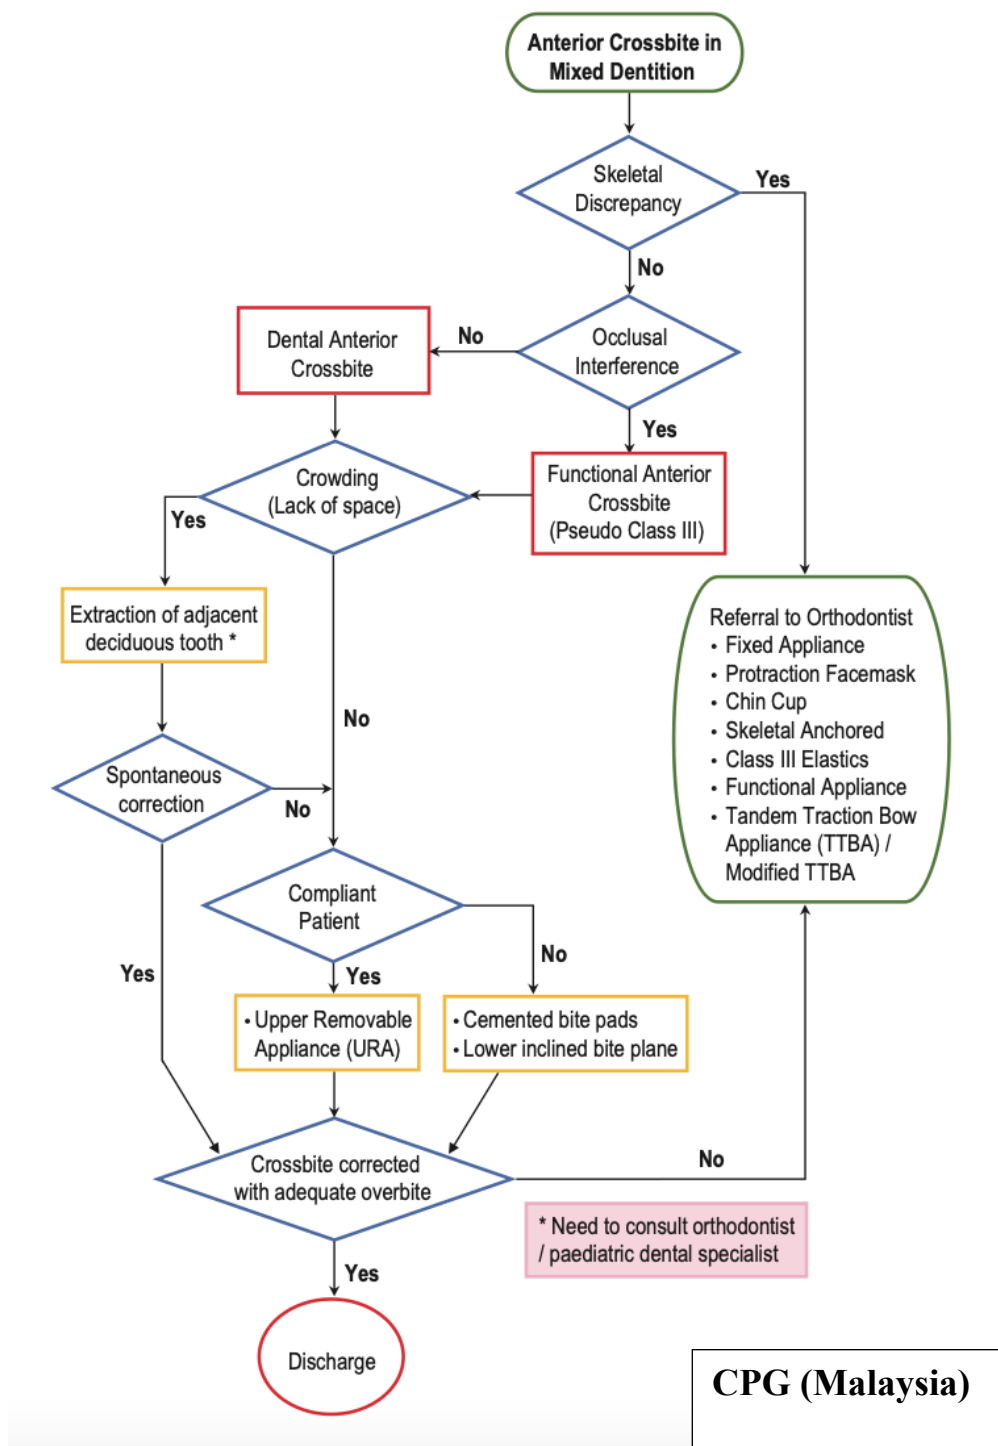 Anterior Crossbite in
Mixed Dentition
Skeletal
Discrepancy
Yes
No
Occlusal
Interference
No
Dental Anterior
Crossbite
Yes
Functional Anterior
Crossbite
(Pseudo Class III)
Crowding
(Lack of space)
Yes
Extraction of adjacent
deciduous tooth *
No
Spontaneous
correction
No
Yes
Compliant
Patient
Yes
No
• Upper Removable
Appliance (URA)
• Cemented bite pads
• Lower inclined bite plane
Crossbite corrected
with adequate overbite
No
Yes
Discharge
Referral to Orthodontist
• Fixed Appliance
• Protraction Facemask
• Chin Cup
• Skeletal Anchored
• Class III Elastics
• Functional Appliance
• Tandem Traction Bow
Appliance (TTBA) /
Modified TTBA
* Need to consult orthodontist
/ paediatric dental specialist
CPG (Malaysia)